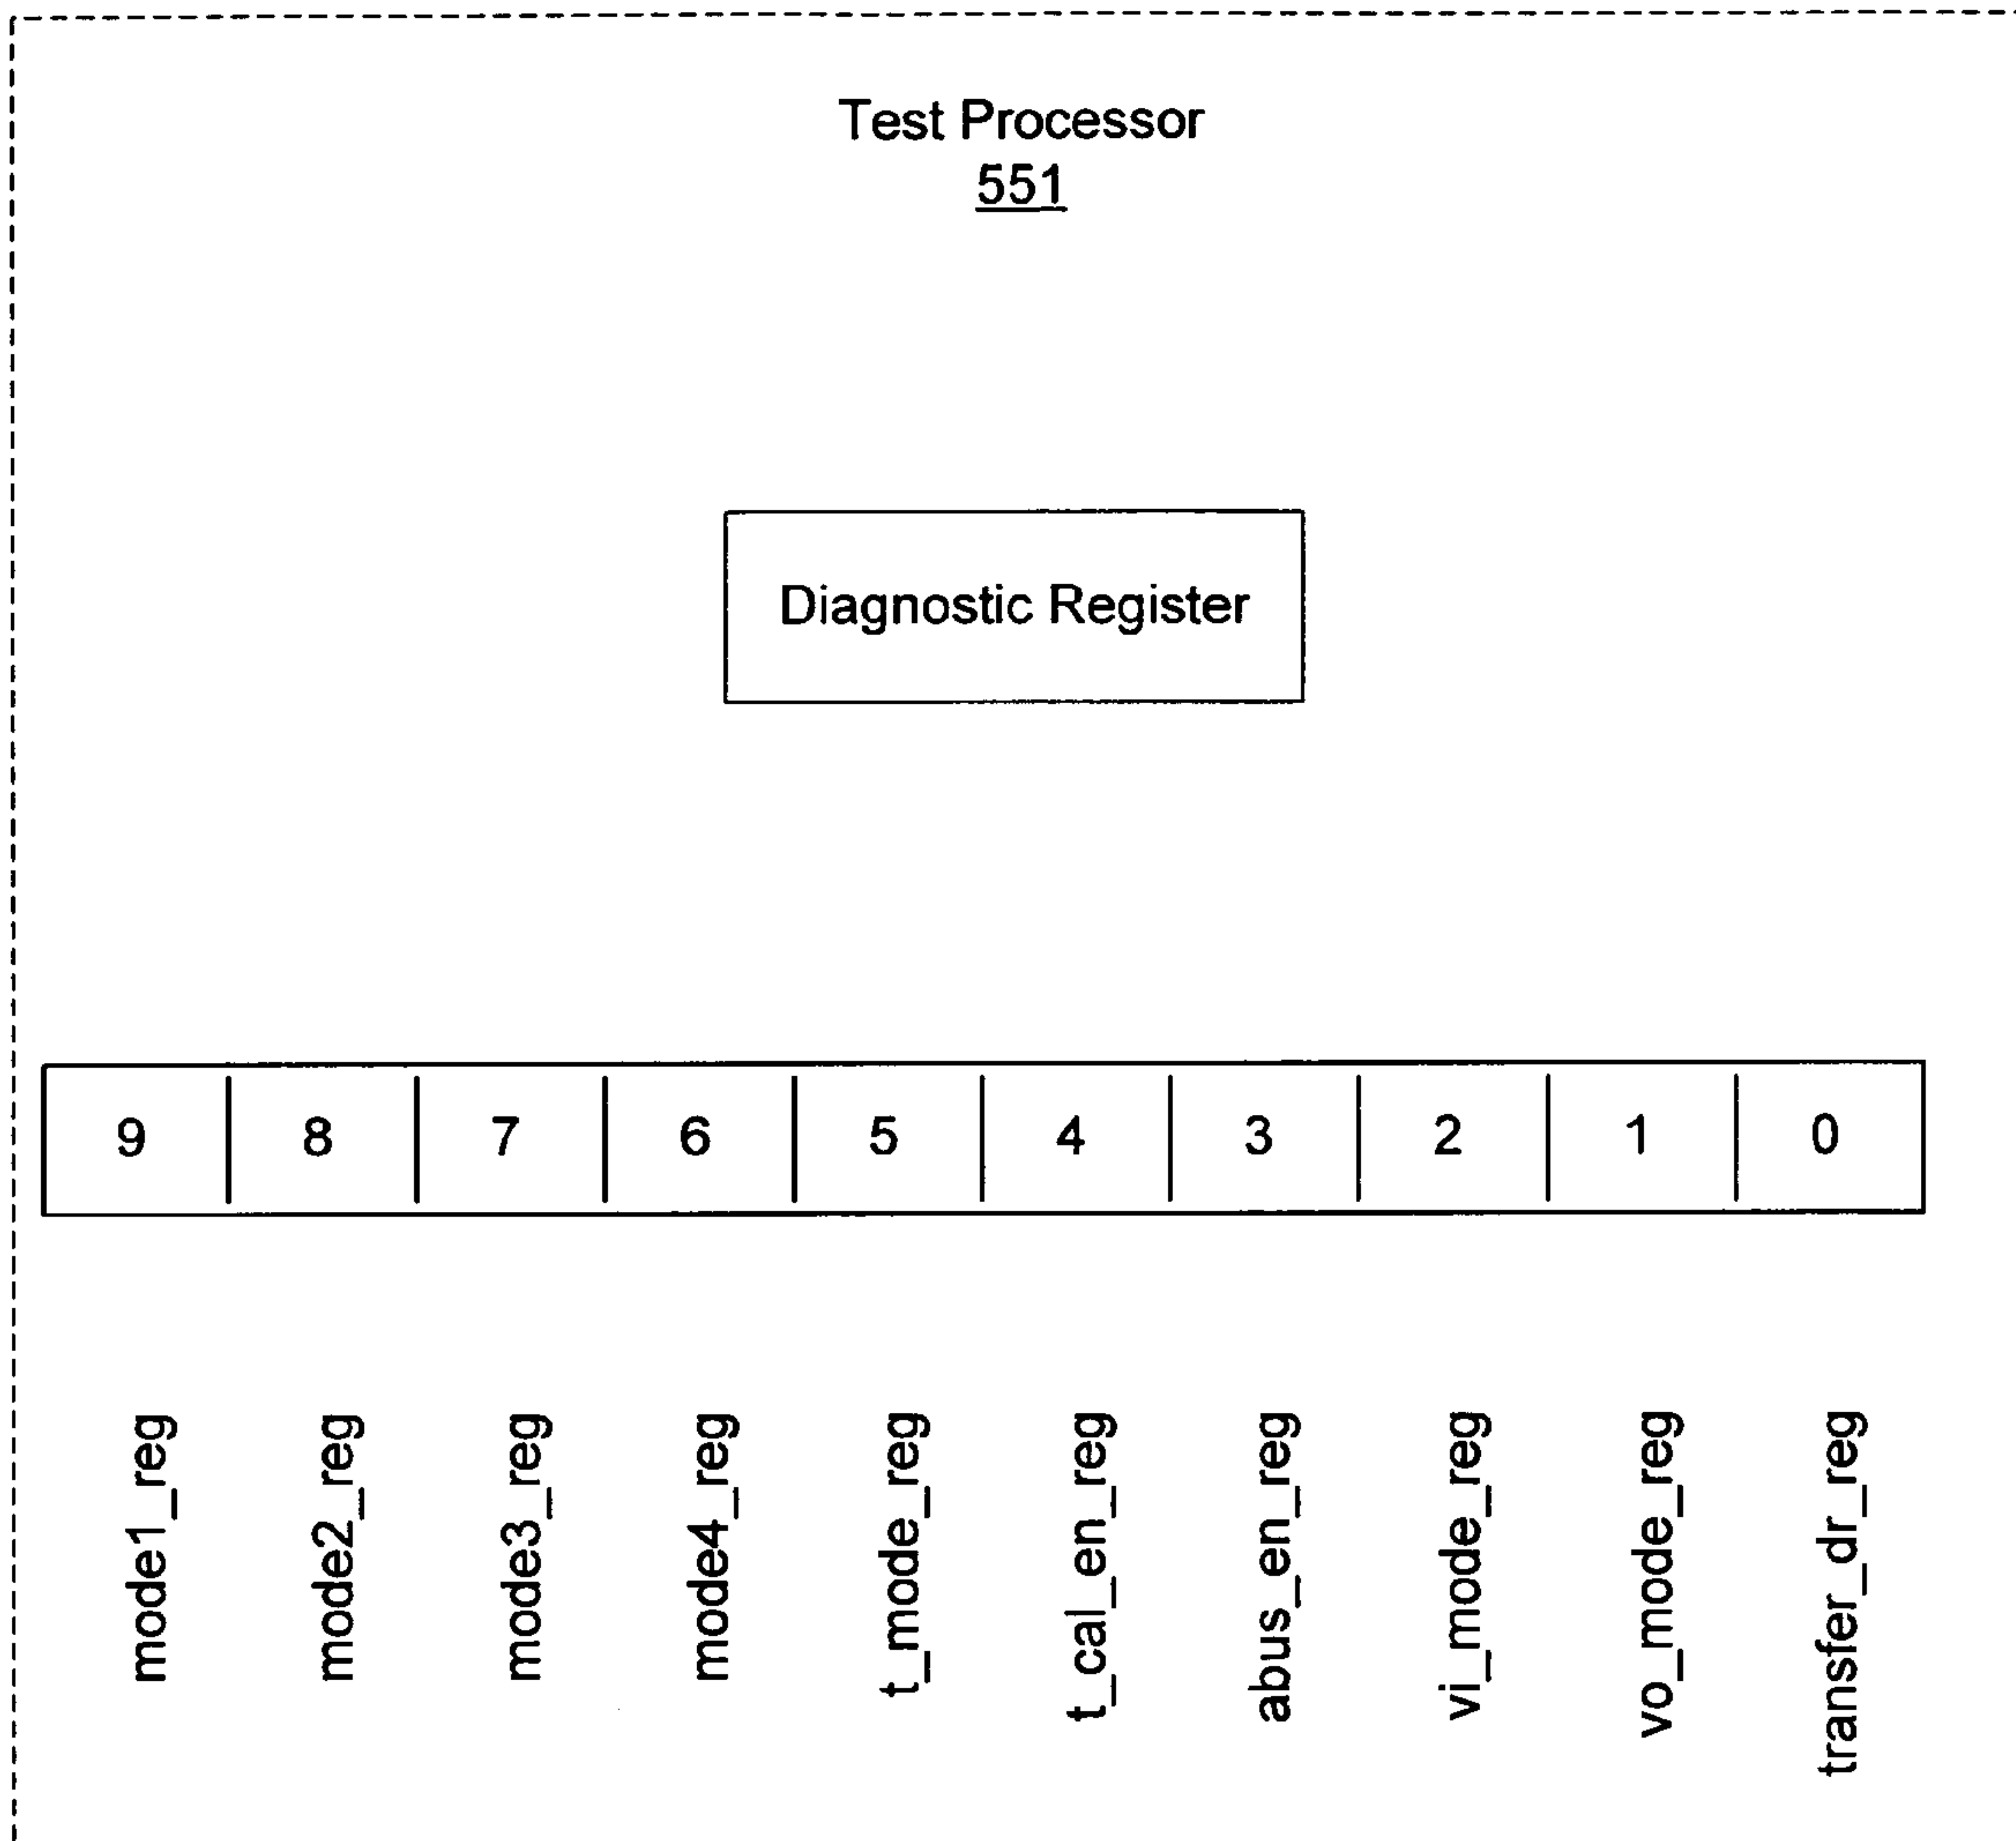 Test Processor
551
Diagnostic Register
9 8 7 6 5 4 3 2 1 0
mode1_reg
mode2_reg
mode3_reg
mode4_reg
t_mode_reg
t_cal_en_reg
abus_en_reg
vi_mode_reg
vo_mode_reg
transfer_dr_reg